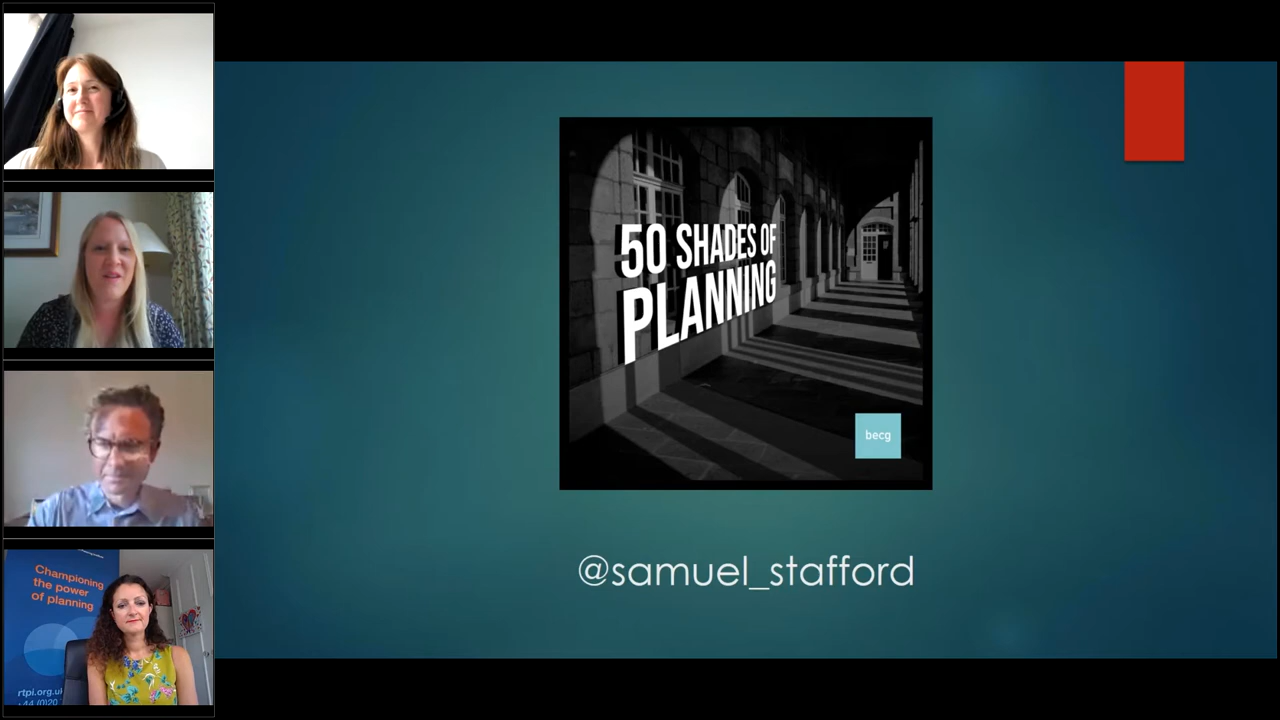 50 SHADES OF
PLANNING
becg
@samuel_stafford
Championing
the power
of planning
rtpi.org.uk